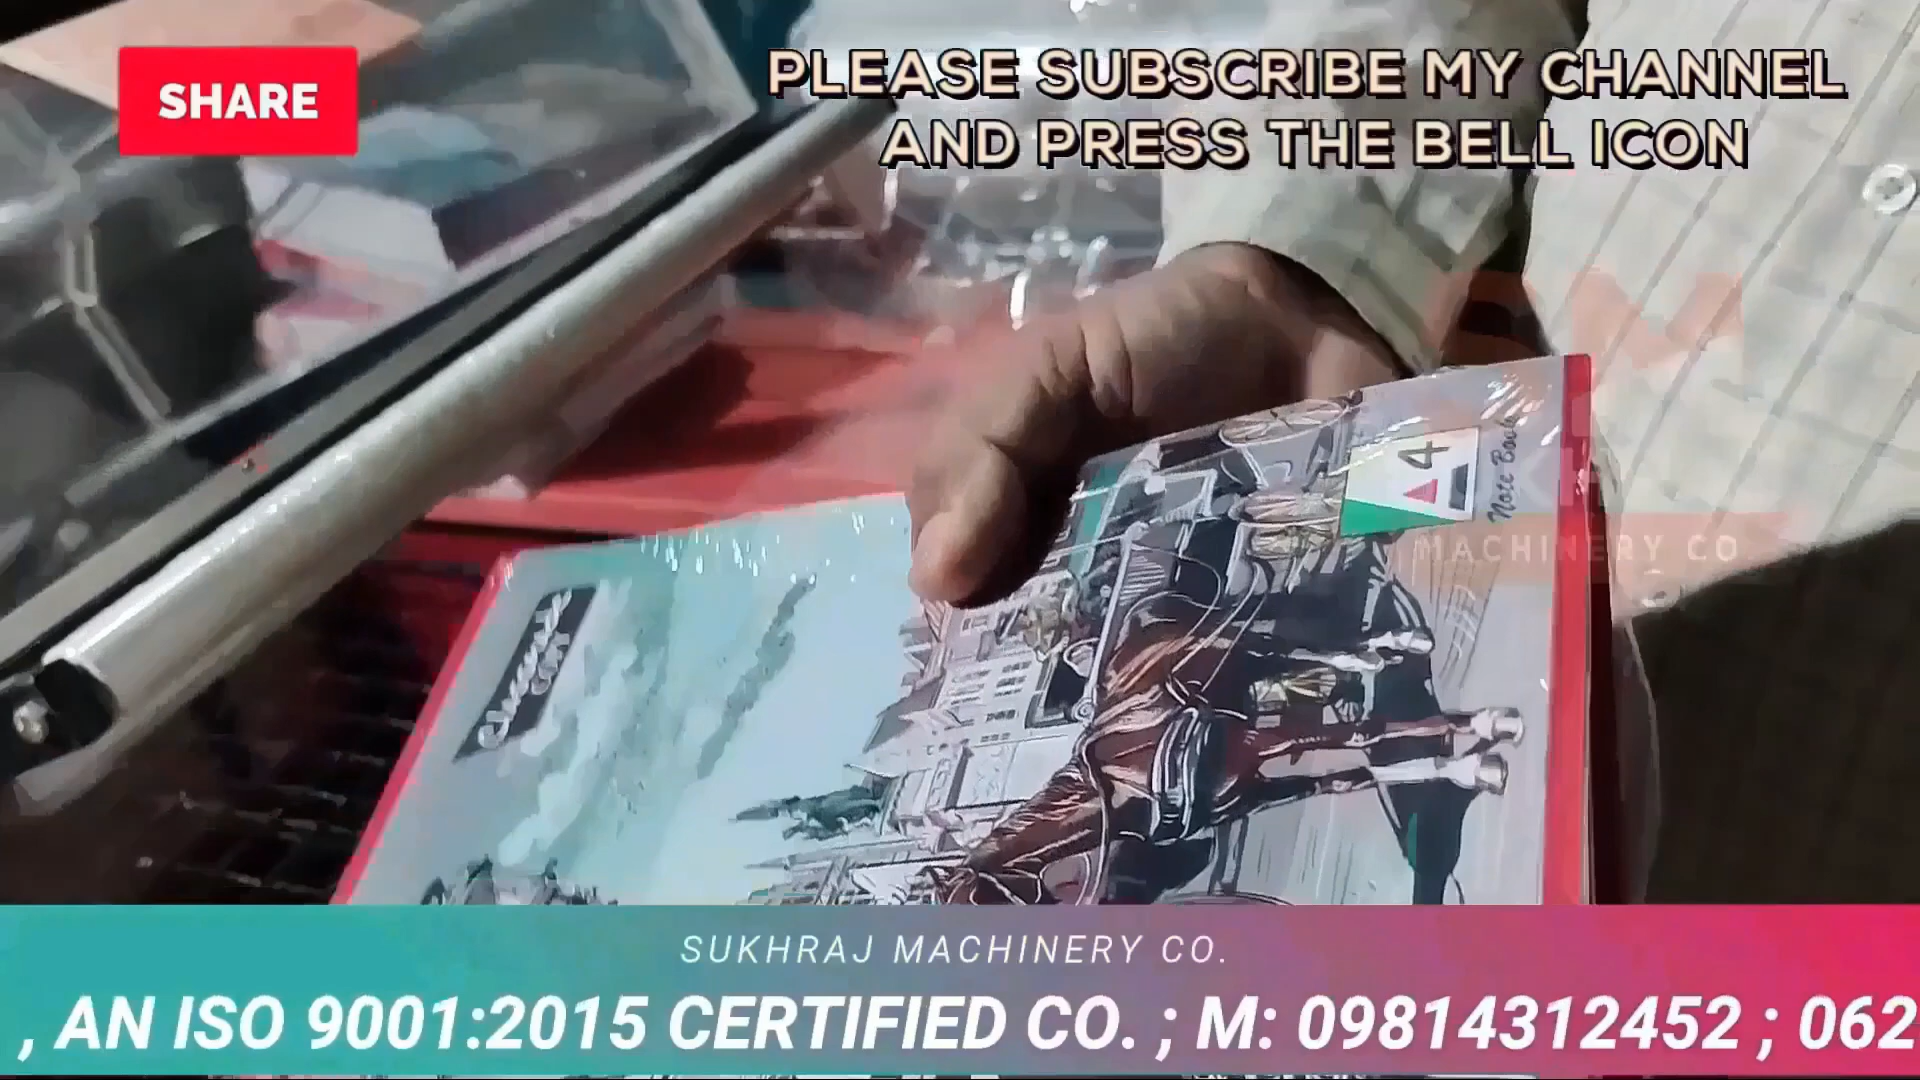 SHARE
PLEASE SUBSCRIBE MY CHANNEL
AND PRESS THE BELL ICON
4
Note Book
MACHINERY CO
SUKHRAJ MACHINERY CO.
, AN ISO 9001:2015 CERTIFIED CO. ; M: 09814312452 ; 062